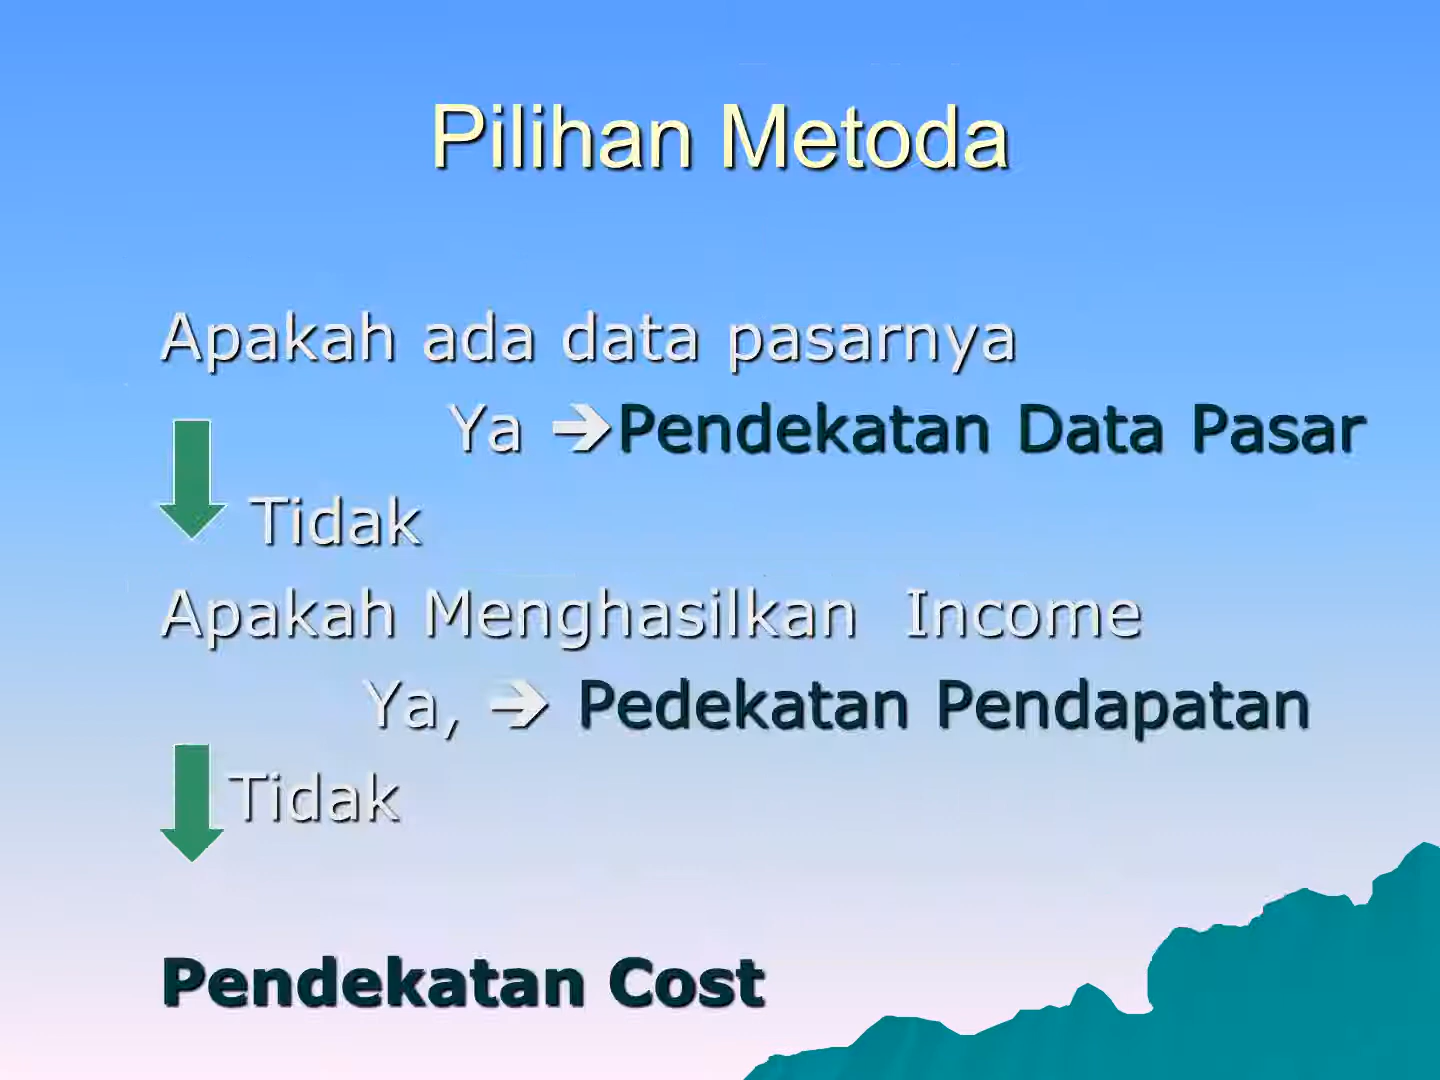 Pilihan Metoda
Apakah ada data pasarnya
Ya ➔Pendekatan Data Pasar
Tidak
Apakah Menghasilkan Income
Ya, ➔ Pedekatan Pendapatan
Tidak
Pendekatan Cost